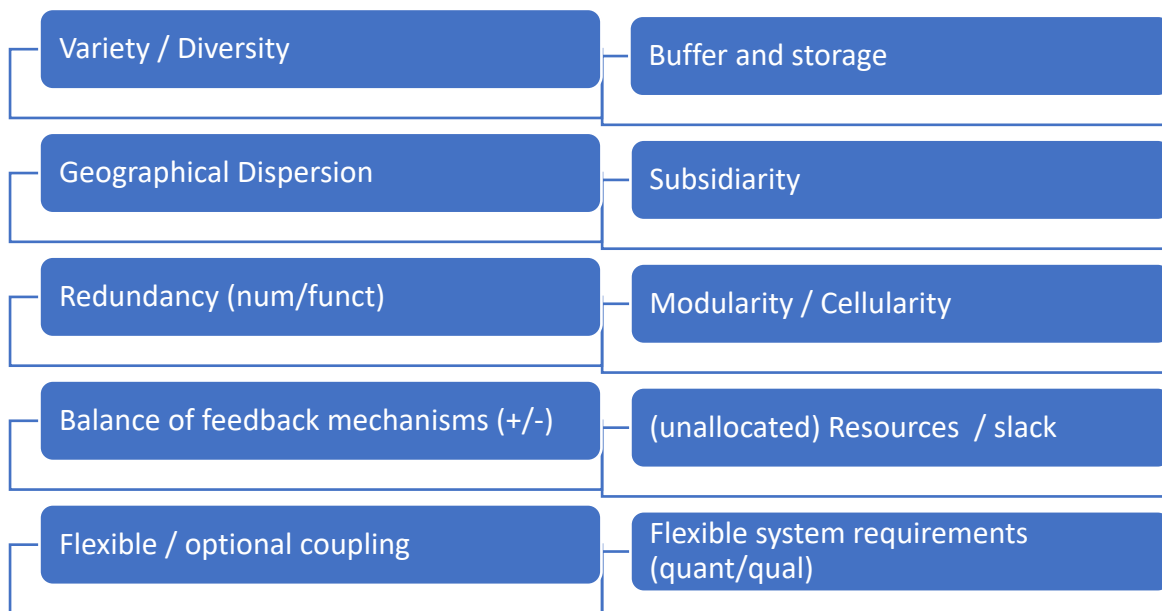 Variety / Diversity
Geographical Dispersion
Redundancy (num/funct)
Balance of feedback mechanisms (+/-)
Flexible / optional coupling
Buffer and storage
Subsidiarity
Modularity / Cellularity
(unallocated) Resources / slack
Flexible system requirements
(quant/qual)